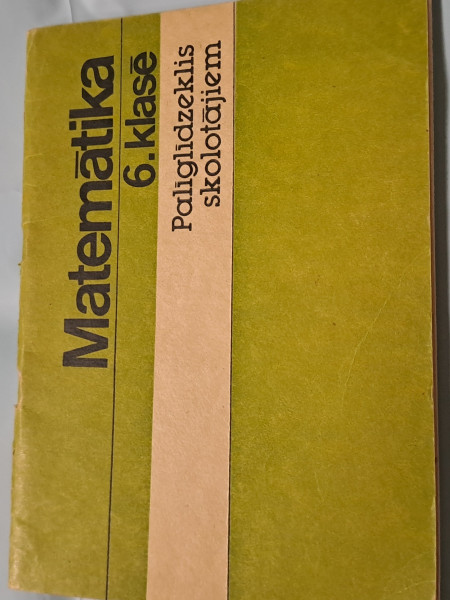 Matemātika
6. klasē
Palīglīdzeklis
skolotājiem